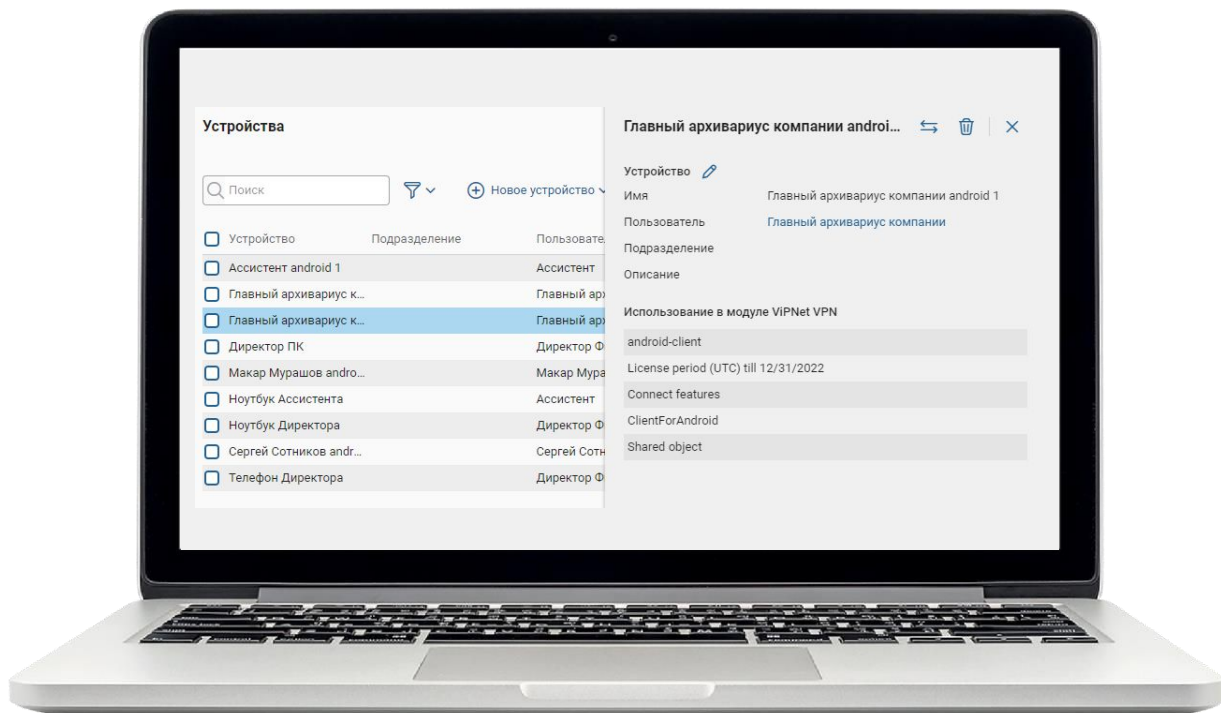 Устройства
Поиск
Новое устройство
Устройство Подразделение Пользовате
Ассистент android 1 Ассистент
Главный архивариус к... Главный арх
Главный архивариус к... Главный арх
Директор ПК Директор Ф
Макар Мурашов andro... Макар Мура
Ноутбук Ассистента Ассистент
Ноутбук Директора Директор Ф
Сергей Сотников andr... Сергей Сотн
Телефон Директора Директор Ф
Главный архивариус компании androi...
Устройство
Имя Главный архивариус компании android 1
Пользователь Главный архивариус компании
Подразделение
Описание
Использование в модуле ViPNet VPN
android-client
License period (UTC) till 12/31/2022
Connect features
ClientForAndroid
Shared object